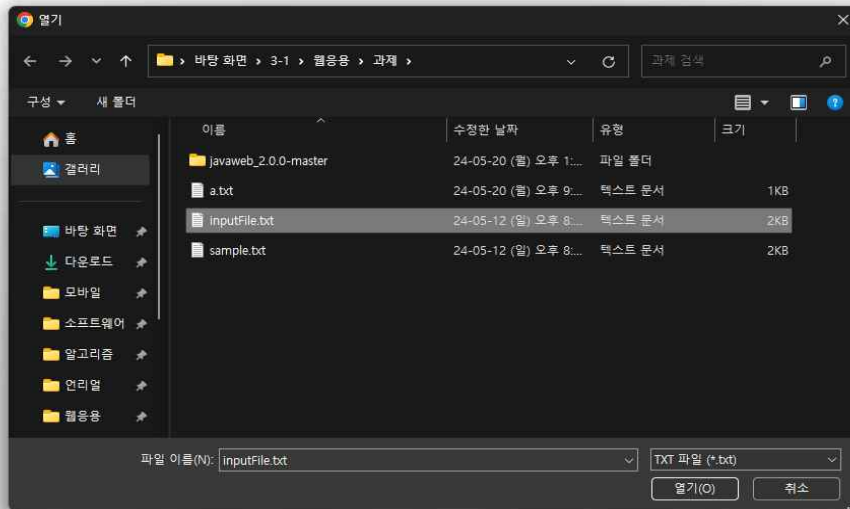 열기
바탕 화면 > 3-1 > 웹응용 > 과제 >
과제 검색
구성
새 폴더
이름 수정한 날짜 유형 크기
javaweb_2.0.0-master 24-05-20 (월) 오후 1:... 파일 폴더
a.txt 24-05-20 (월) 오후 9:... 텍스트 문서 1KB
inputFile.txt 24-05-12 (일) 오후 8:... 텍스트 문서 2KB
sample.txt 24-05-12 (일) 오후 8:... 텍스트 문서 2KB
홈
갤러리
바탕 화면
다운로드
모바일
소프트웨어
알고리즘
언리얼
웹응용
파일 이름(N): inputFile.txt
TXT 파일 (*.txt)
열기(O)
취소